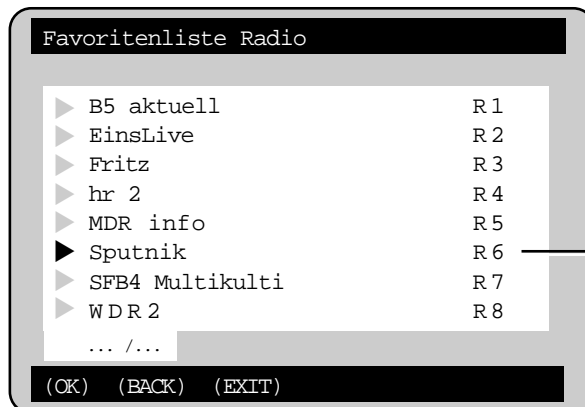 Favoritenliste Radio
B5 aktuell R1
EinsLive R2
Fritz R3
hr 2 R4
MDR info R5
Sputnik R6
SFB4 Multikulti R7
WDR2 R8
... /...
(OK) (BACK) (EXIT)